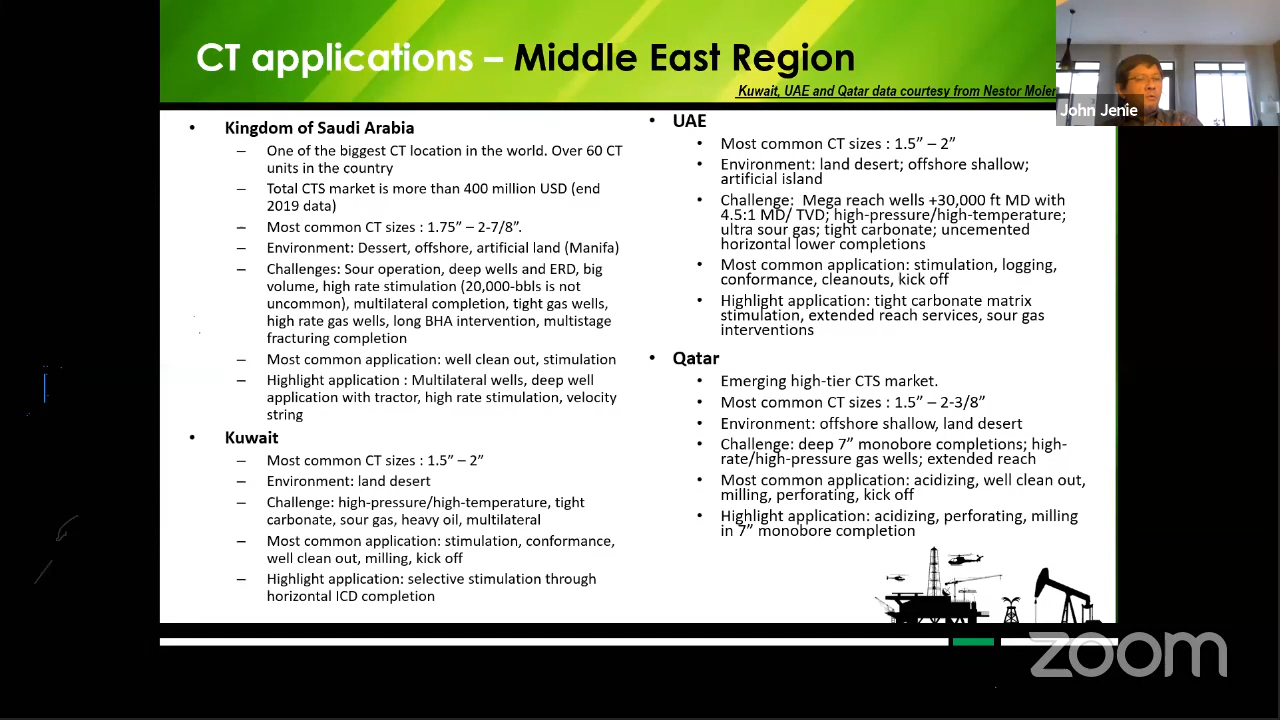 CT applications – Middle East Region
Kuwait, UAE and Qatar data courtesy from Nestor
John Jenie
• Kingdom of Saudi Arabia
– One of the biggest CT location in the world. Over 60 CT
units in the country
– Total CTS market is more than 400 million USD (end
2019 data)
– Most common CT sizes : 1.75” – 2-7/8”.
– Environment: Dessert, offshore, artificial land (Manifa)
– Challenges: Sour operation, deep wells and ERD, big
volume, high rate stimulation (20,000-bbls is not
uncommon), multilateral completion, tight gas wells,
high rate gas wells, long BHA intervention, multistage
fracturing completion
– Most common application: well clean out, stimulation
– Highlight application : Multilateral wells, deep well
application with tractor, high rate stimulation, velocity
string
• Kuwait
– Most common CT sizes : 1.5” – 2”
– Environment: land desert
– Challenge: high-pressure/high-temperature, tight
carbonate, sour gas, heavy oil, multilateral
– Most common application: stimulation, conformance,
well clean out, milling, kick off
– Highlight application: selective stimulation through
horizontal ICD completion
• UAE
• Most common CT sizes : 1.5” – 2”
• Environment: land desert; offshore shallow;
artificial island
• Challenge: Mega reach wells +30,000 ft MD with
4.5:1 MD/ TVD; high-pressure/high-temperature;
ultra sour gas; tight carbonate; uncemented
horizontal lower completions
• Most common application: stimulation, logging,
conformance, cleanouts, kick off
• Highlight application: tight carbonate matrix
stimulation, extended reach services, sour gas
interventions
• Qatar
• Emerging high-tier CTS market.
• Most common CT sizes : 1.5” – 2-3/8”
• Environment: offshore shallow, land desert
• Challenge: deep 7” monobore completions; high-
rate/high-pressure gas wells; extended reach
• Most common application: acidizing, well clean out,
milling, perforating, kick off
• Highlight application: acidizing, perforating, milling
in 7” monobore completion
zoom